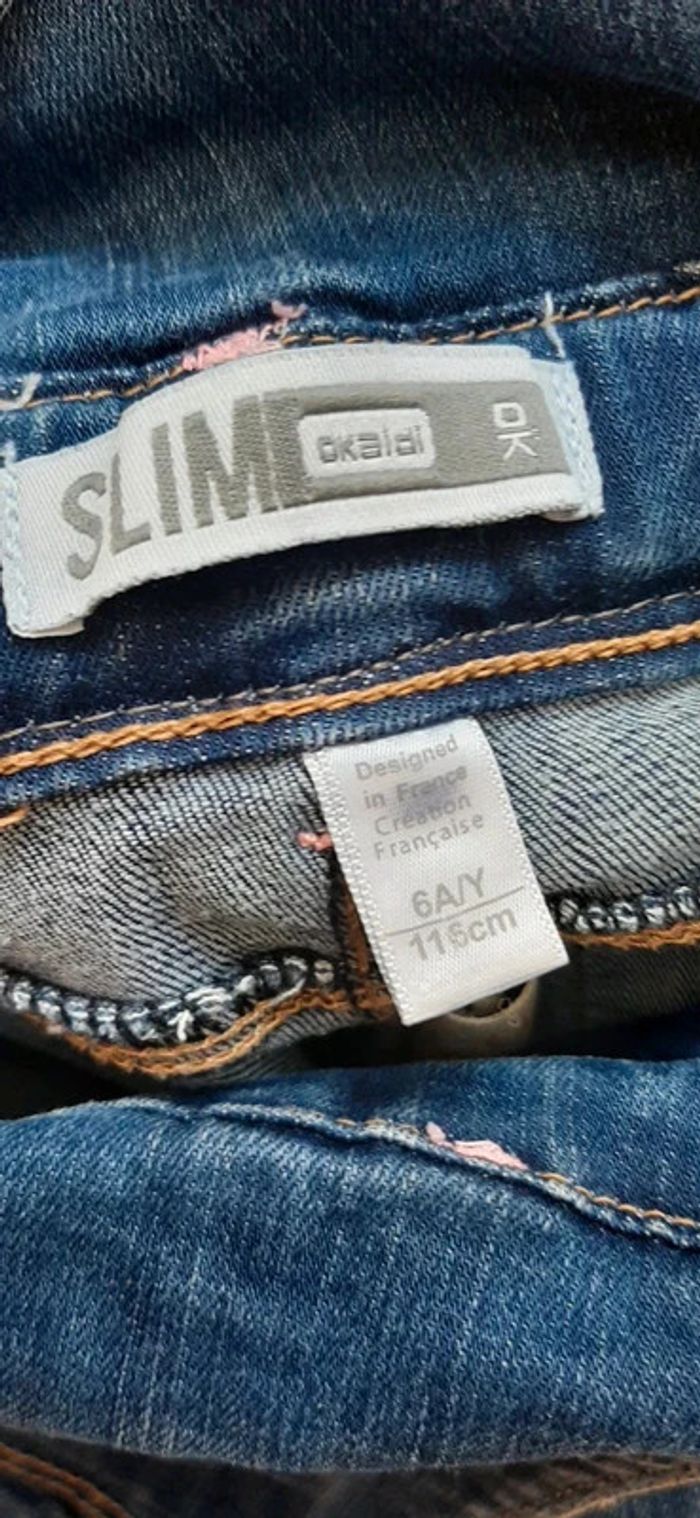 SLIM okaïdi OK
Designed
in France
Création
Française
6A/Y
116cm